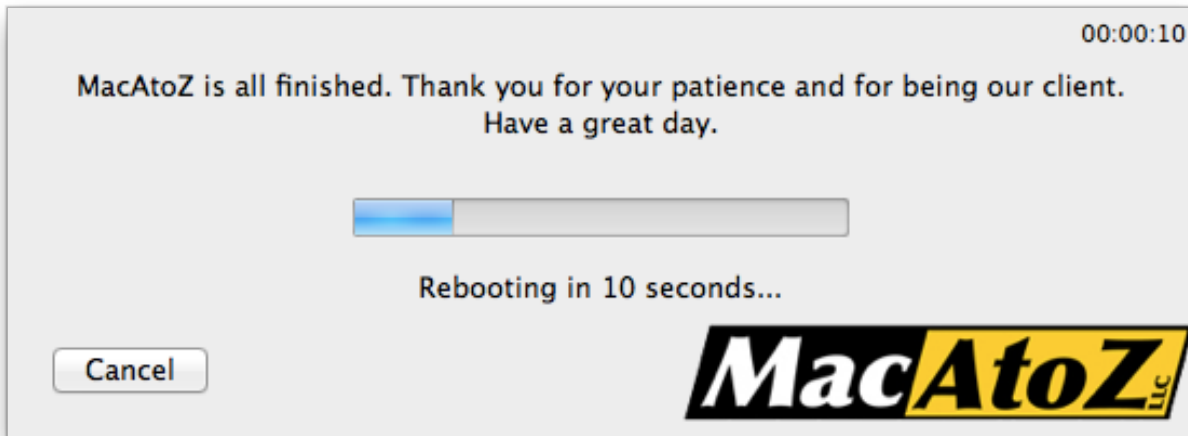 00:00:10
MacAtoZ is all finished. Thank you for your patience and for being our client.
Have a great day.
Rebooting in 10 seconds...
Cancel
MacAtoZ LLC